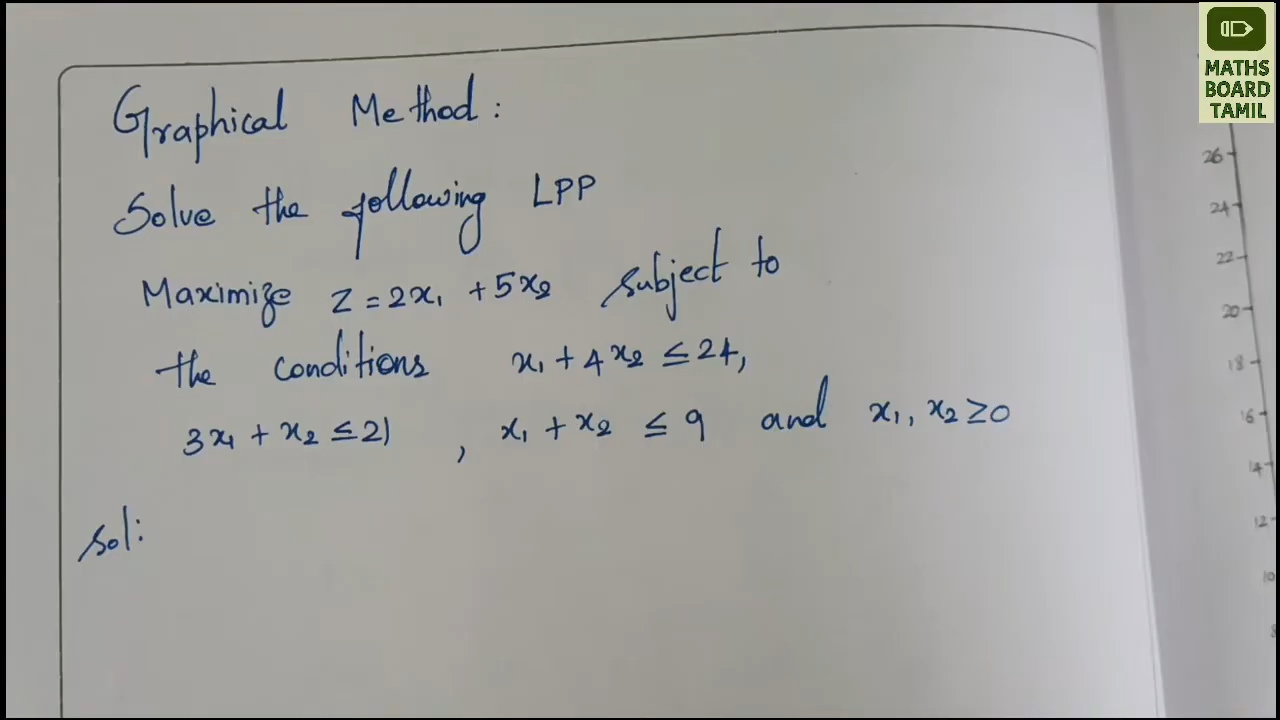 Graphical Method:
Solve the following LPP
Maximize Z = 2x₁ + 5x₂ subject to
the conditions x₁ + 4x₂ ≤ 24,
3x₁ + x₂ ≤ 21 , x₁ + x₂ ≤ 9 and x₁, x₂ ≥ 0
Sol:
MATHS
BOARD
TAMIL
26
24
22
20
18
16
14
12
10
8